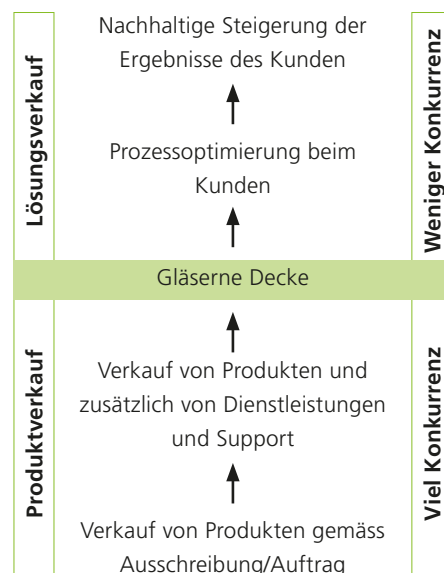 Nachhaltige Steigerung der
Ergebnisse des Kunden
Prozessoptimierung beim
Kunden
Lösungsverkauf
Weniger Konkurrenz
Gläserne Decke
Verkauf von Produkten und
zusätzlich von Dienstleistungen
und Support
Verkauf von Produkten gemäss
Ausschreibung/Auftrag
Produktverkauf
Viel Konkurrenz